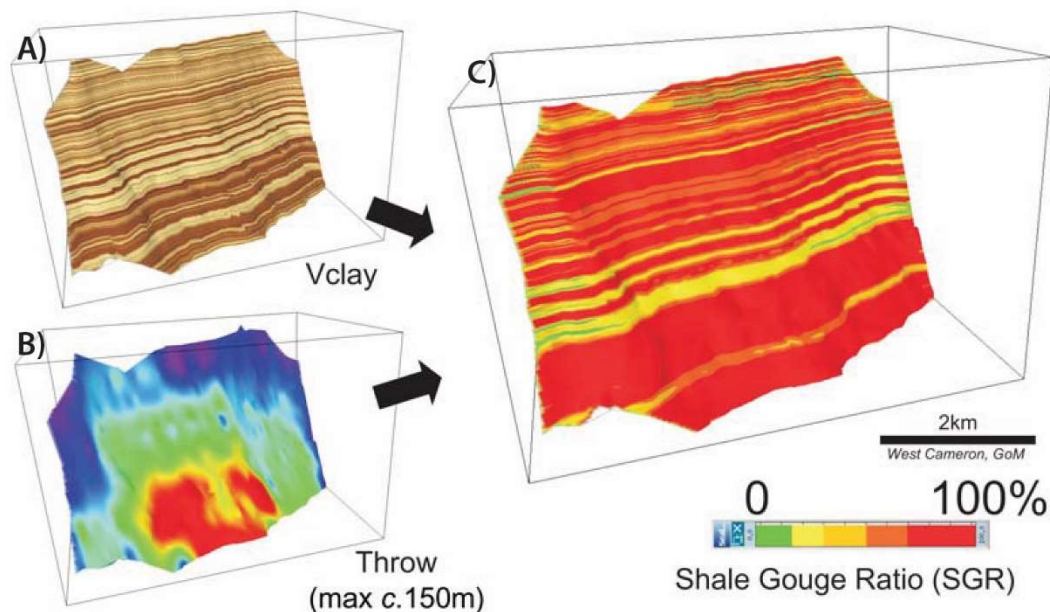 A)
Vclay
B)
Throw
(max c.150m)
C)
2km
West Cameron, GoM
0 100%
Shale Gouge Ratio (SGR)